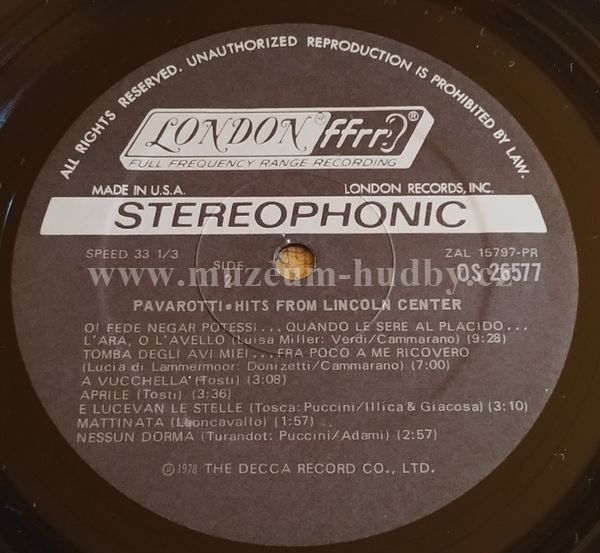 ALL RIGHTS RESERVED. UNAUTHORIZED REPRODUCTION IS PROHIBITED BY LAW.
LONDON ffrr ®
FULL FREQUENCY RANGE RECORDING
MADE IN U.S.A. LONDON RECORDS, INC.
STEREOPHONIC
SPEED 33 1/3 SIDE 2 ZAL 15797-PR
OS 26577
www.muzeum-hudby.cz
PAVAROTTI•HITS FROM LINCOLN CENTER
OI FEDE NEGAR POTESSI...QUANDO LE SERE AL PLACIDO...
L'ARA, O L'AVELLO (Luisa Miller: Verdi/Cammarano) (9:28)
TOMBA DEGLI AVI MIEI...FRA POCO A ME RICOVERO
(Lucia di Lammermoor: Donizetti/Cammarano) (7:00)
A VUCCHELLA (Tosti) (3:08)
APRILE (Tosti) (3:36)
E LUCEVAN LE STELLE (Tosca: Puccini/Illica & Giacosa) (3:10)
MATTINATA (Leoncavallo) (1:57)
NESSUN DORMA (Turandot: Puccini/Adami) (2:57)
℗ 1978 THE DECCA RECORD CO., LTD.